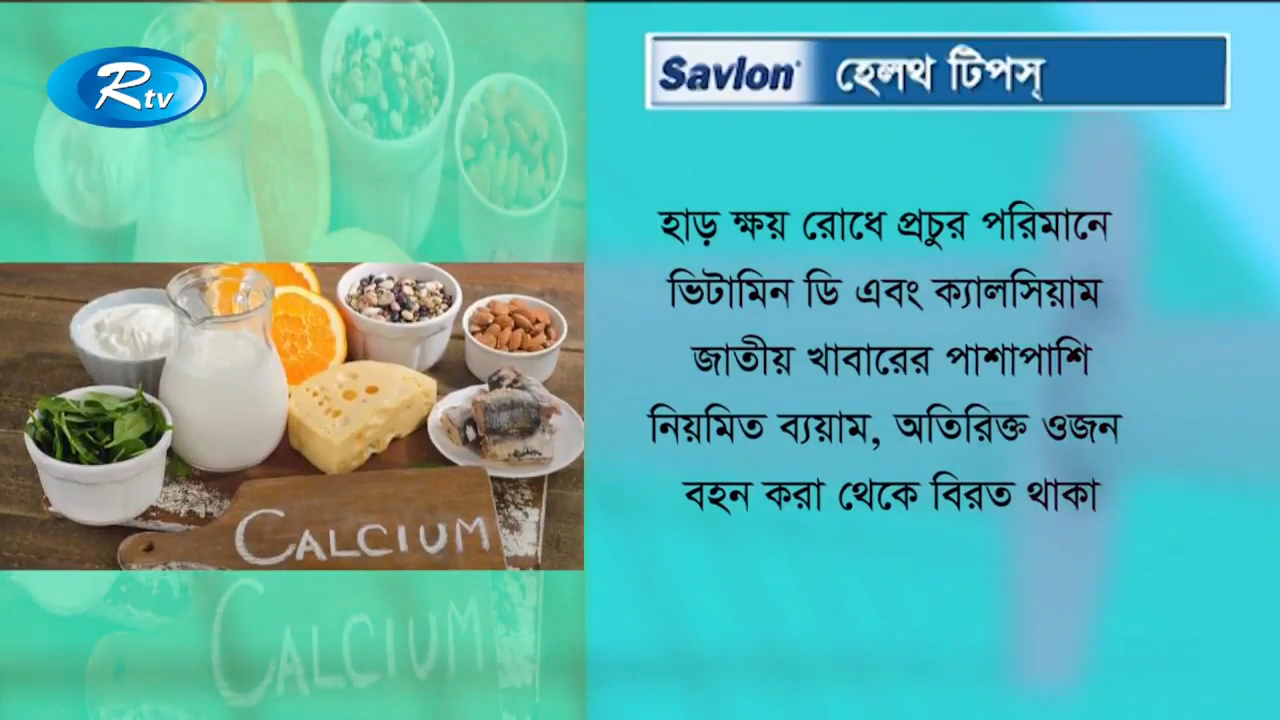 Rtv
Savlon হেলথ টিপস্
হাড় ক্ষয় রোধে প্রচুর পরিমানে
ভিটামিন ডি এবং ক্যালসিয়াম
জাতীয় খাবারের পাশাপাশি
নিয়মিত ব্যয়াম, অতিরিক্ত ওজন
বহন করা থেকে বিরত থাকা
CALCIUM
CALCIUM